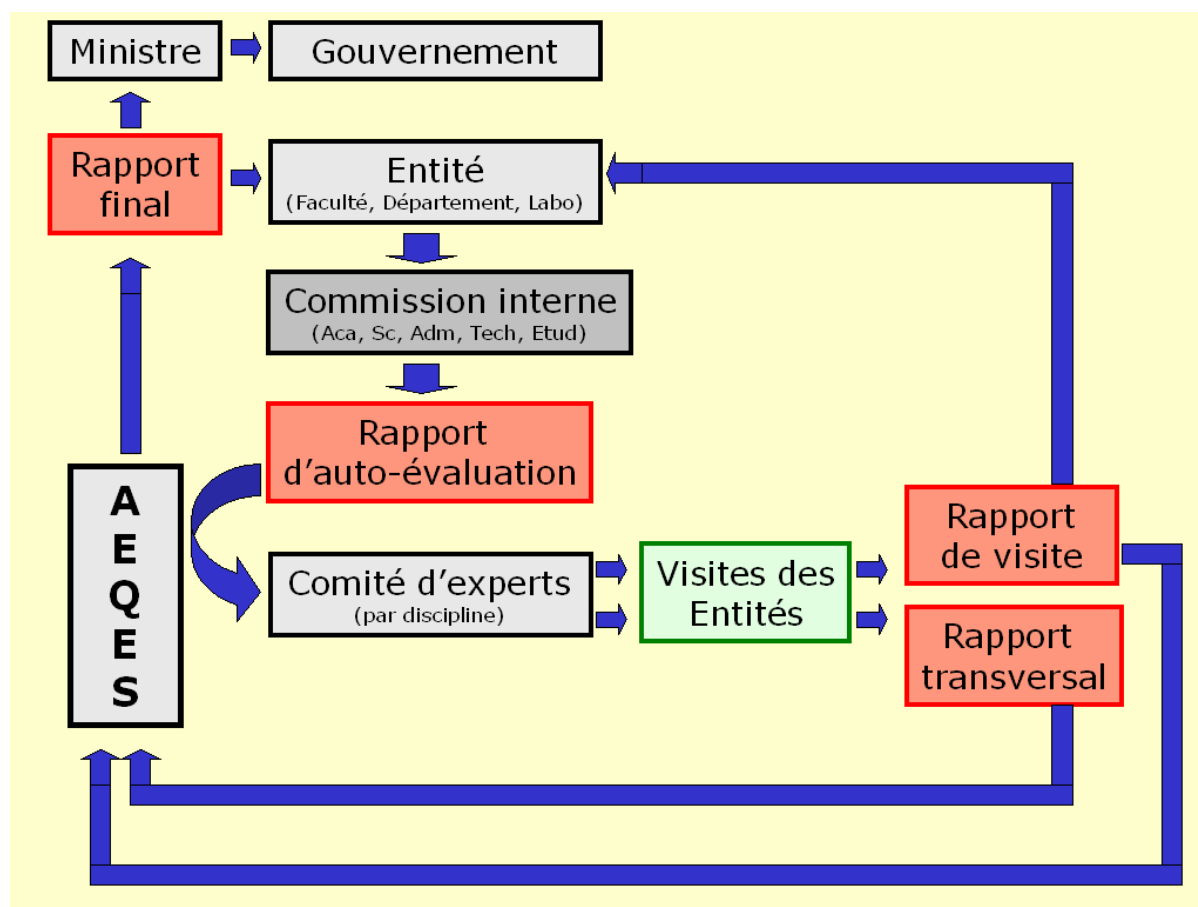 Ministre
Gouvernement
Rapport
final
Entité
(Faculté, Département, Labo)
Commission interne
(Aca, Sc, Adm, Tech, Etud)
Rapport
d'auto-évaluation
A
E
Q
E
S
Comité d'experts
(par discipline)
Visites des
Entités
Rapport
de visite
Rapport
transversal